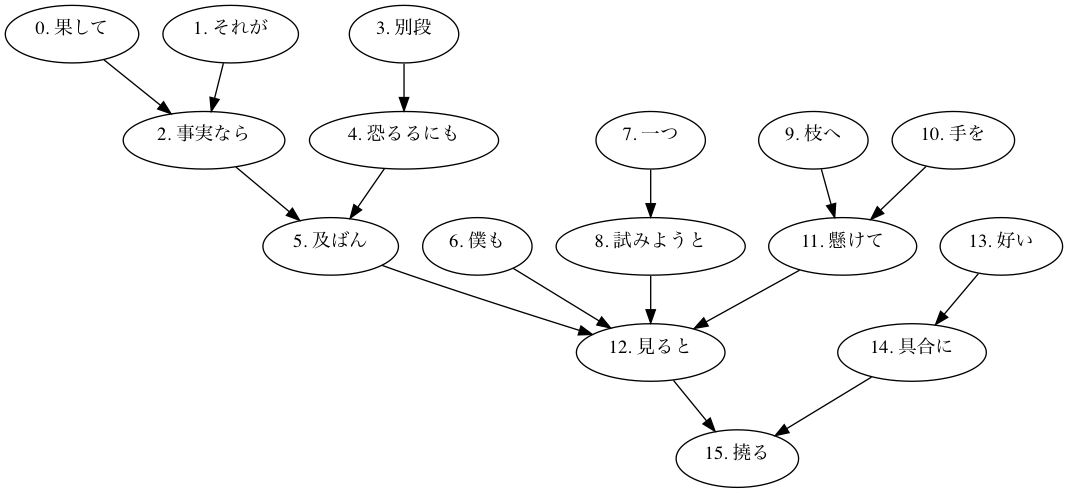 0. 果して
1. それが
3. 別段
2. 事実なら
4. 恐るるにも
7. 一つ
9. 枝へ
10. 手を
5. 及ばん
6. 僕も
8. 試みようと
11. 懸けて
13. 好い
12. 見ると
14. 具合に
15. 撓る